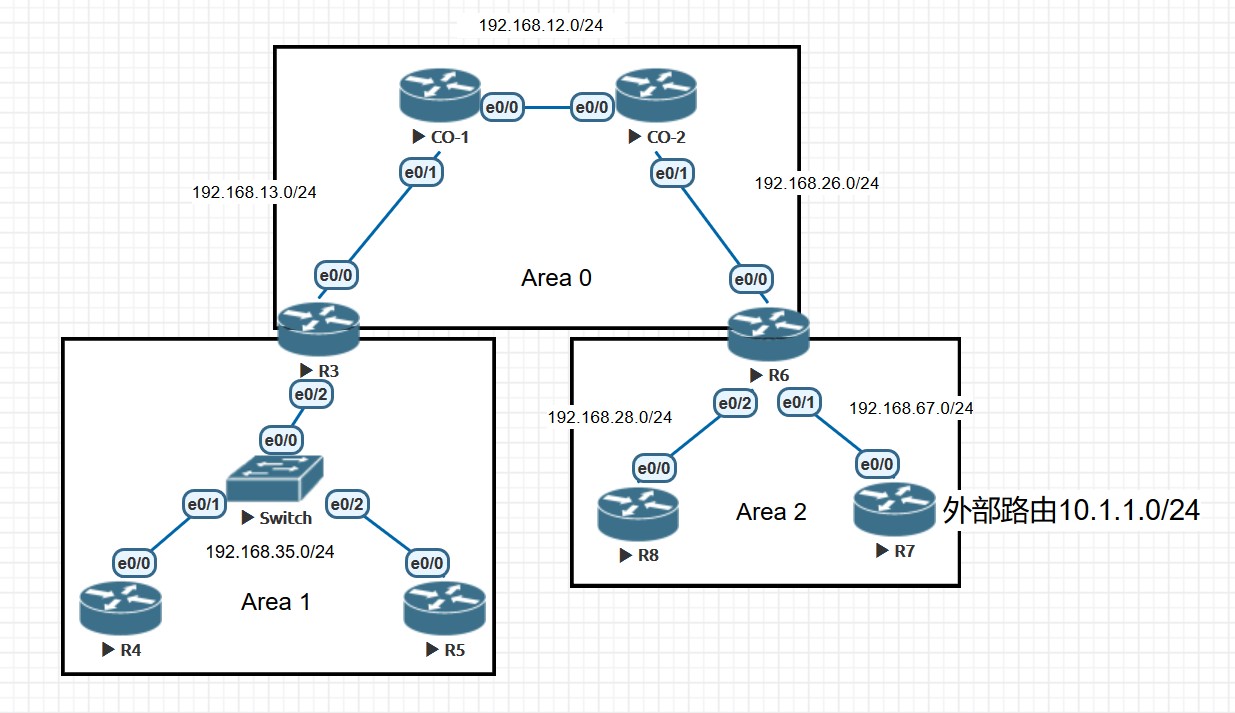 192.168.12.0/24
e0/0
e0/0
CO-1
CO-2
e0/1
e0/1
192.168.13.0/24
192.168.26.0/24
e0/0
Area 0
e0/0
R3
R6
e0/2
e0/2
e0/1
192.168.28.0/24
192.168.67.0/24
e0/0
e0/0
e0/0
e0/1
Switch
e0/2
Area 2
外部路由10.1.1.0/24
192.168.35.0/24
R8
R7
e0/0
e0/0
Area 1
R4
R5